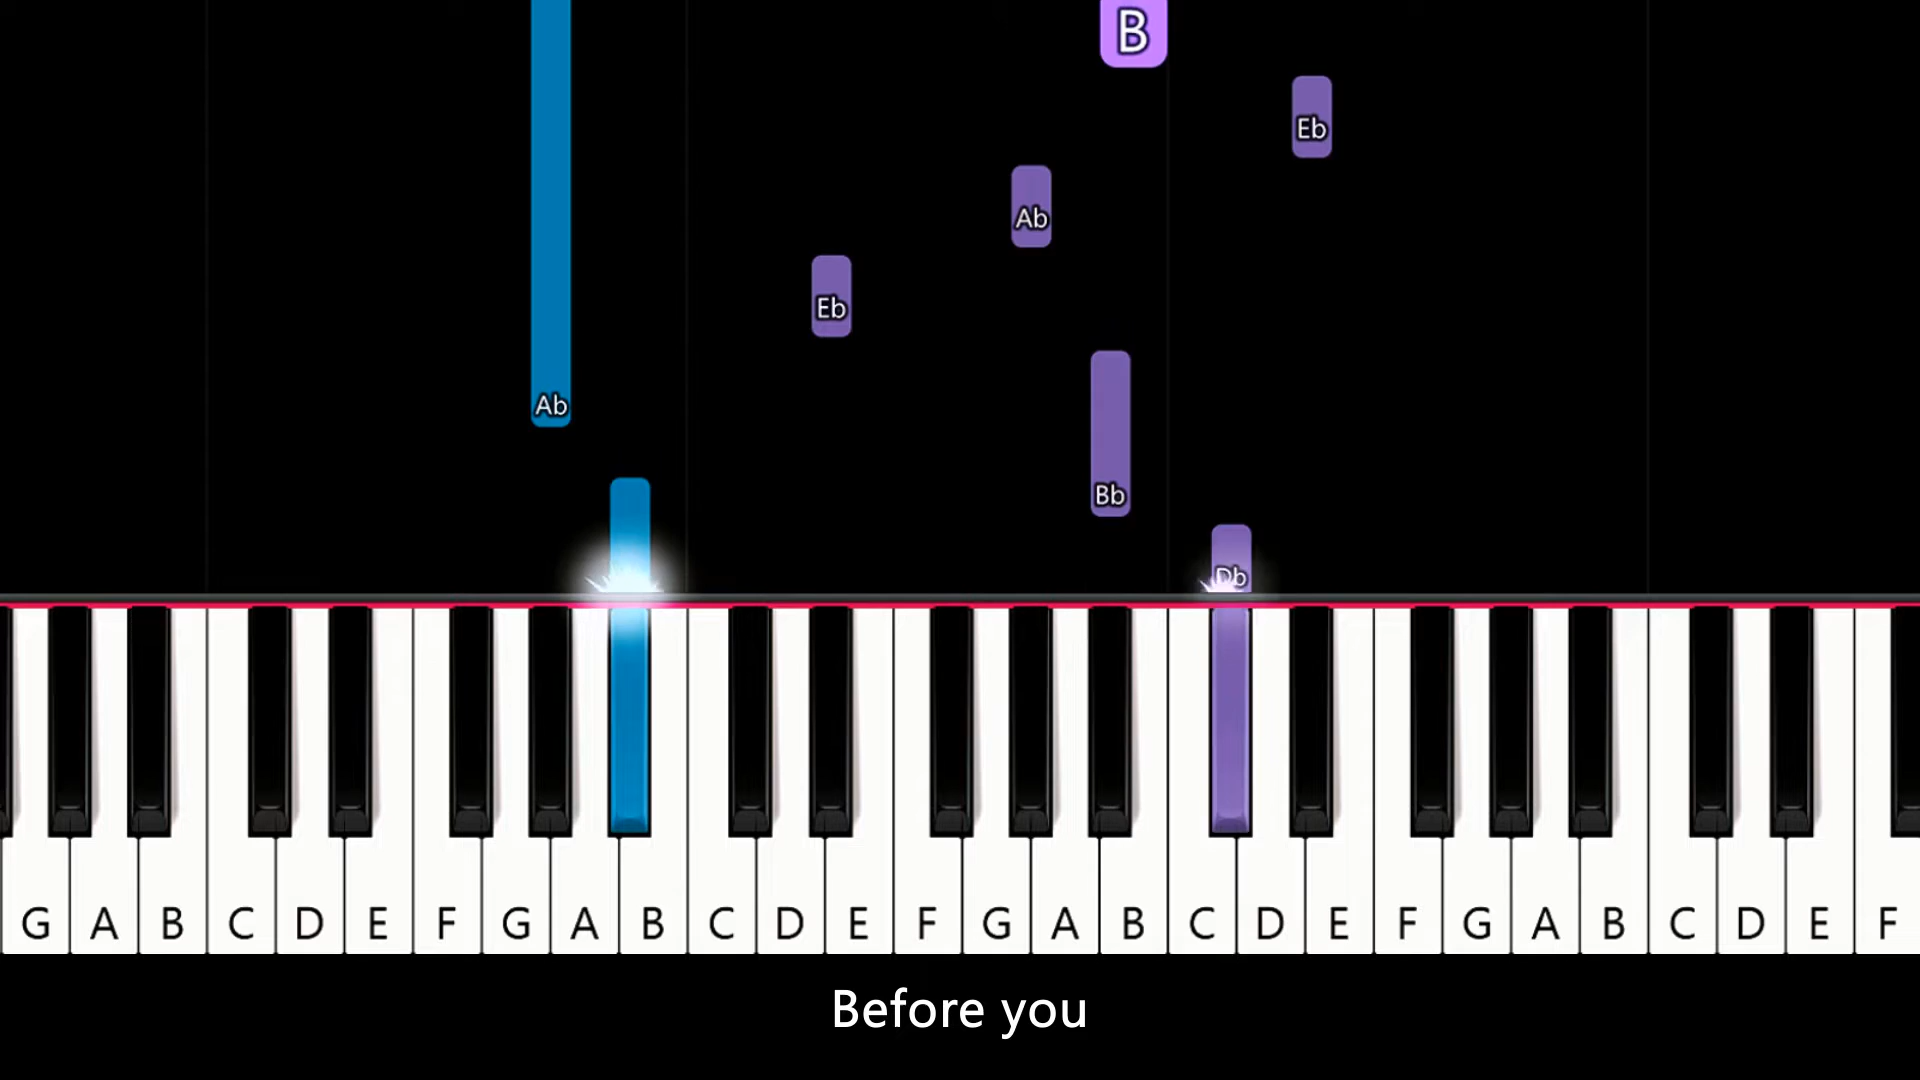 B
Eb
Ab
Eb
Ab
Bb
Db
G A B C D E F G A B C D E F G A B C D E F G A B C D E F
Before you